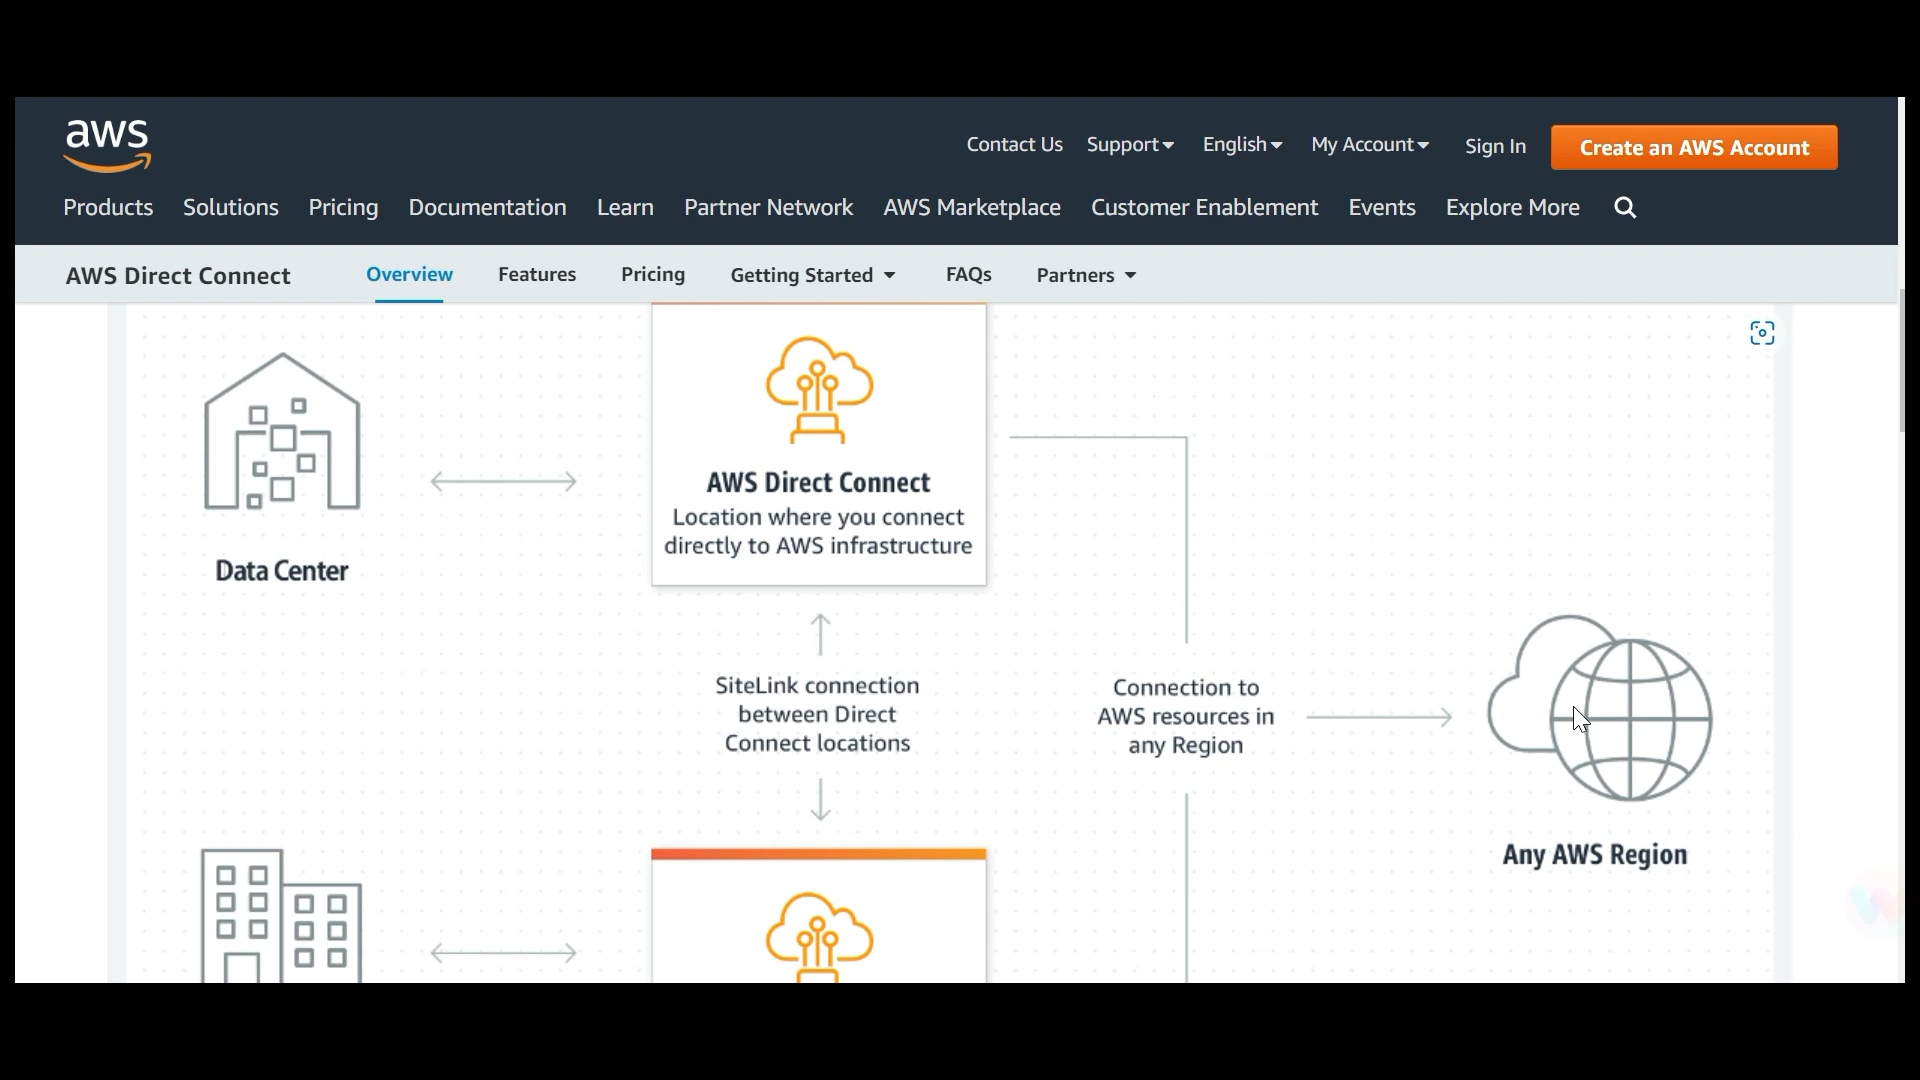 aws
Contact Us Support English My Account Sign In Create an AWS Account
Products Solutions Pricing Documentation Learn Partner Network AWS Marketplace Customer Enablement Events Explore More
AWS Direct Connect Overview Features Pricing Getting Started FAQs Partners
AWS Direct Connect
Location where you connect
directly to AWS infrastructure
Data Center
SiteLink connection
between Direct
Connect locations
Connection to
AWS resources in
any Region
Any AWS Region